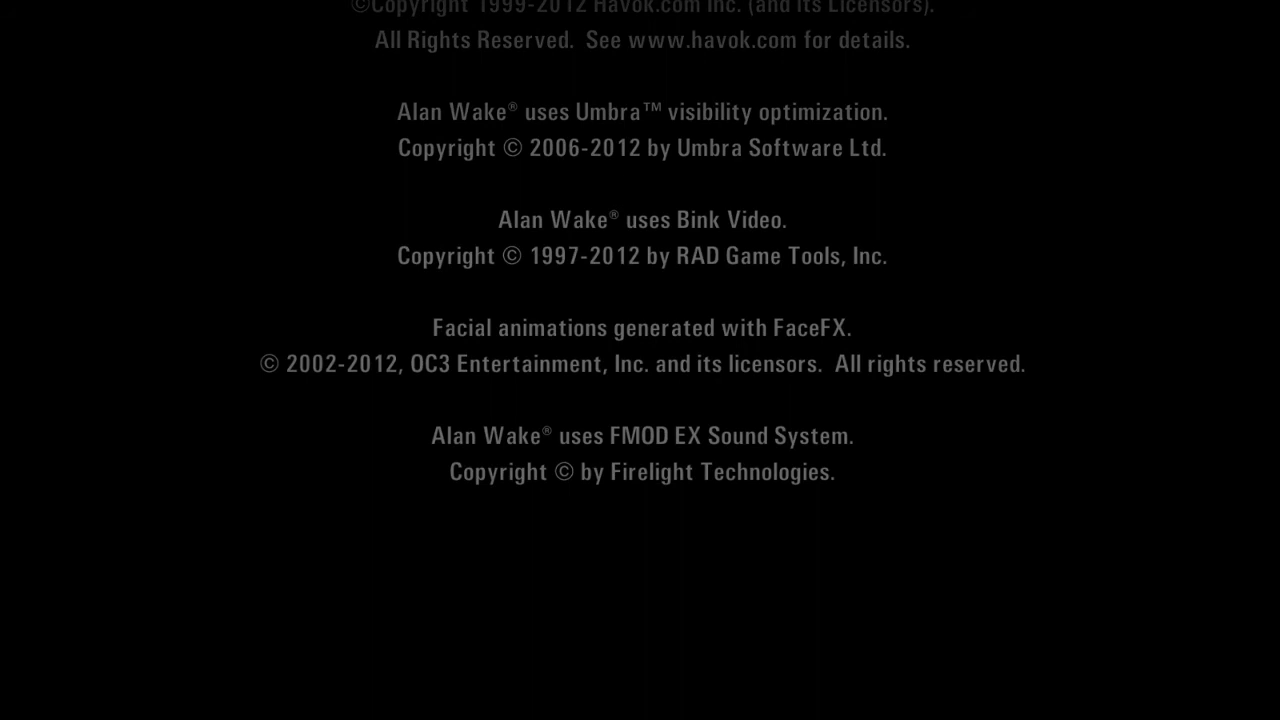 ©Copyright 1999-2012 Havok.com Inc. (and its Licensors).
All Rights Reserved.  See www.havok.com for details.
Alan Wake® uses Umbra™ visibility optimization.
Copyright © 2006-2012 by Umbra Software Ltd.
Alan Wake® uses Bink Video.
Copyright © 1997-2012 by RAD Game Tools, Inc.
Facial animations generated with FaceFX.
© 2002-2012, OC3 Entertainment, Inc. and its licensors.  All rights reserved.
Alan Wake® uses FMOD EX Sound System.
Copyright © by Firelight Technologies.